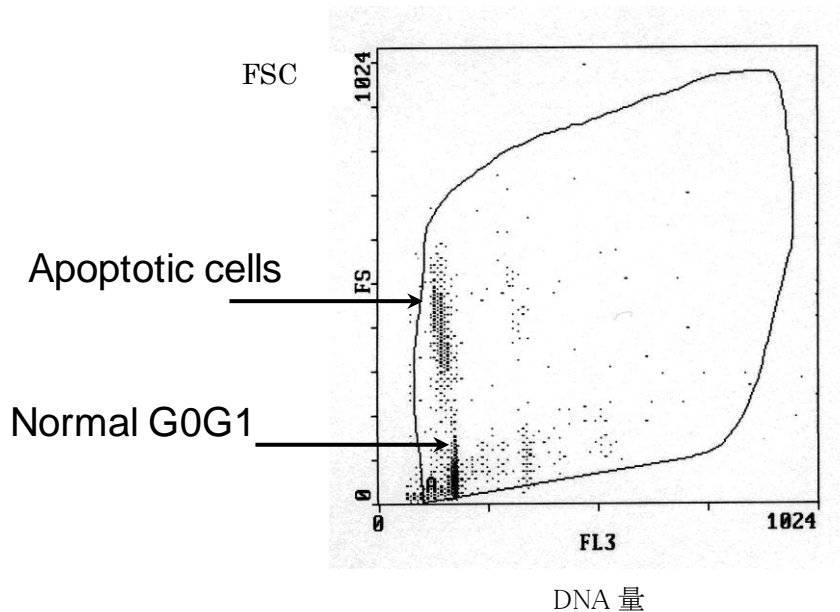 FSC
1024
Apoptotic cells
FS
Normal G0G1
A
0
0
1024
FL3
DNA 量